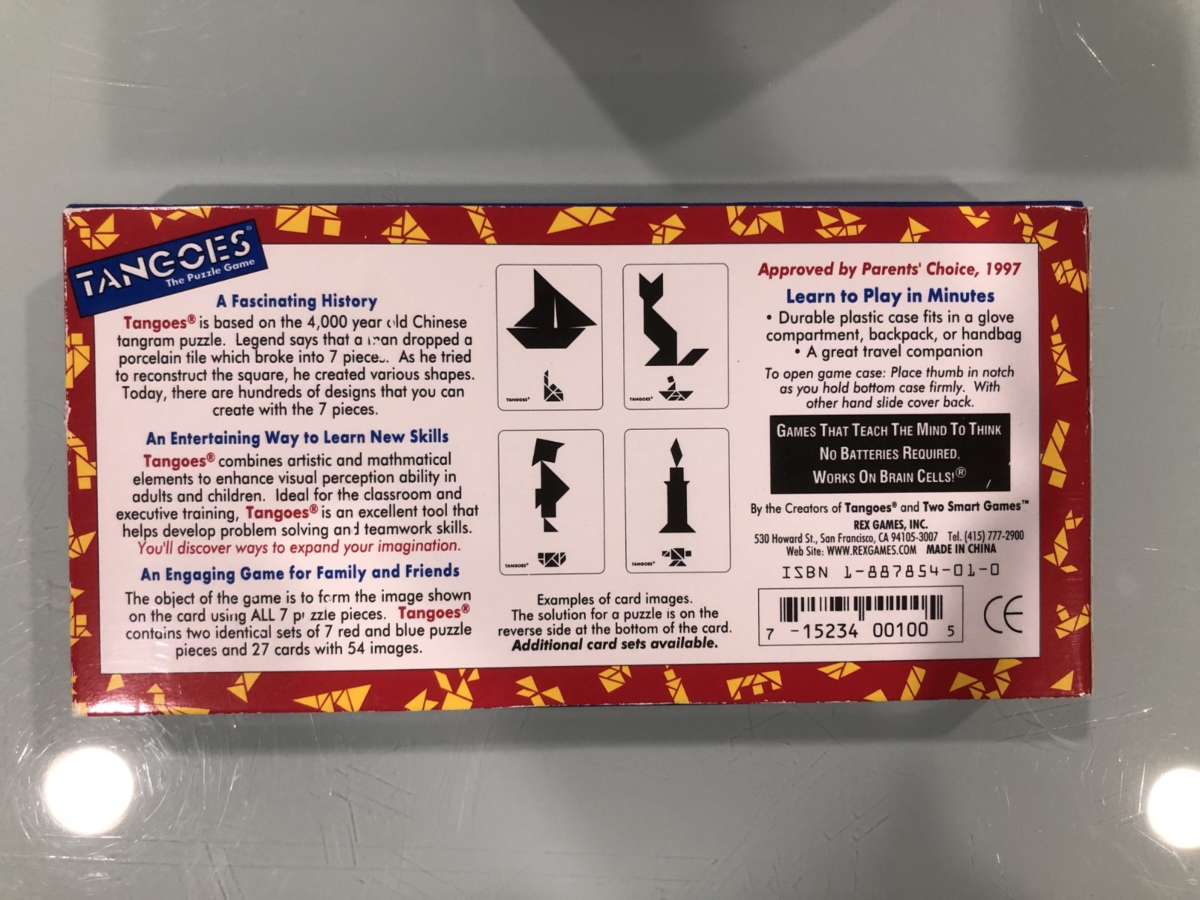 TANGOES®
The Puzzle Game
A Fascinating History
Tangoes® is based on the 4,000 year old Chinese
tangram puzzle. Legend says that a man dropped a
porcelain tile which broke into 7 pieces. As he tried
to reconstruct the square, he created various shapes.
Today, there are hundreds of designs that you can
create with the 7 pieces.
An Entertaining Way to Learn New Skills
Tangoes® combines artistic and mathmatical
elements to enhance visual perception ability in
adults and children. Ideal for the classroom and
executive training, Tangoes® is an excellent tool that
helps develop problem solving and teamwork skills.
You'll discover ways to expand your imagination.
An Engaging Game for Family and Friends
The object of the game is to form the image shown
on the card using ALL 7 puzzle pieces. Tangoes®
contains two identical sets of 7 red and blue puzzle
pieces and 27 cards with 54 images.
TANGOES®
TANGOES®
TANGOES®
TANGOES®
Examples of card images.
The solution for a puzzle is on the
reverse side at the bottom of the card.
Additional card sets available.
Approved by Parents' Choice, 1997
Learn to Play in Minutes
• Durable plastic case fits in a glove
compartment, backpack, or handbag
• A great travel companion
To open game case: Place thumb in notch
as you hold bottom case firmly. With
other hand slide cover back.
GAMES THAT TEACH THE MIND TO THINK
NO BATTERIES REQUIRED,
WORKS ON BRAIN CELLS!®
By the Creators of Tangoes® and Two Smart Games™
REX GAMES, INC.
530 Howard St., San Francisco, CA 94105-3007 Tel. (415) 777-2900
Web Site: WWW.REXGAMES.COM MADE IN CHINA
ISBN 1-887854-01-0
7 -15234 00100 5
CE